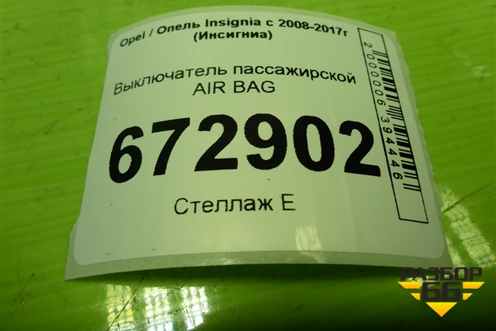 Opel / Опель Insignia с 2008-2017г
(Инсигниа)
Выключатель пассажирской
AIR BAG
672902
Стеллаж Е
2000006394446
РАЗБОР
66